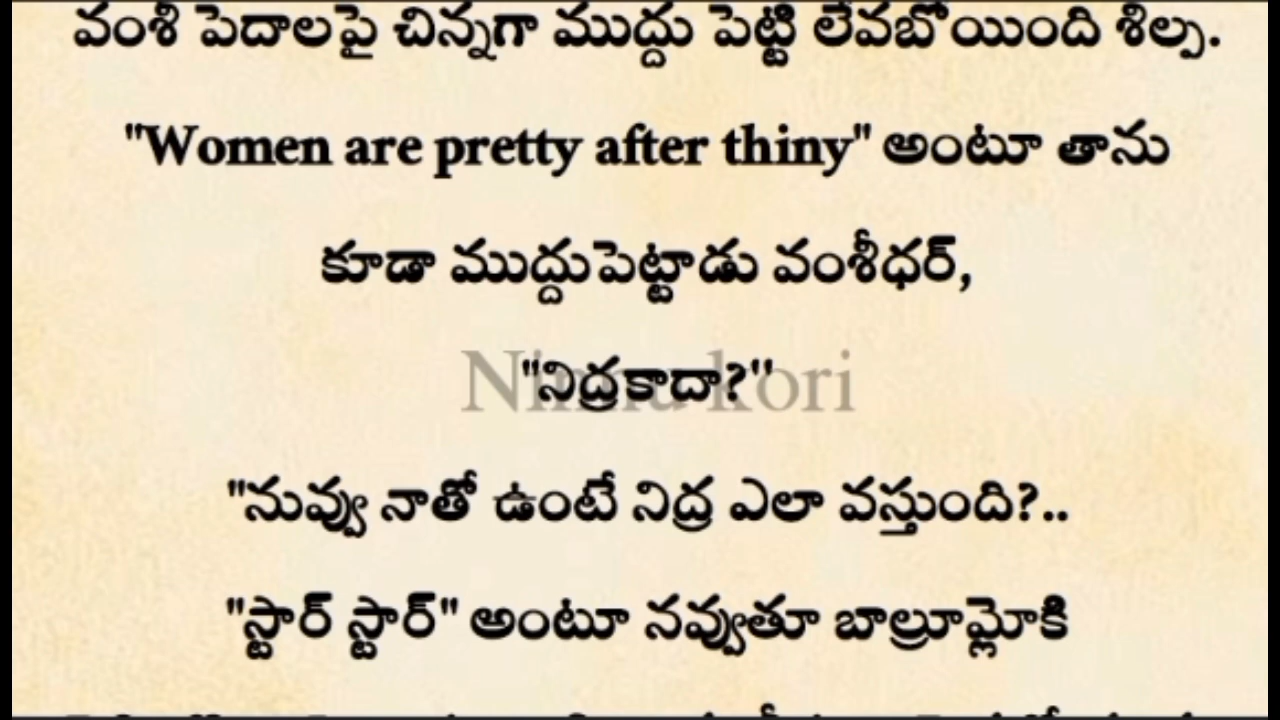 వంశీ పెదాలపై చిన్నగా ముద్దు పెట్టి లేవబోయింది శిల్ప.
"Women are pretty after thiny" అంటూ తాను
కూడా ముద్దుపెట్టాడు వంశీధర్,
"నిద్రకాదా?"
"నువ్వు నాతో ఉంటే నిద్ర ఎలా వస్తుంది?..
"స్టార్ స్టార్" అంటూ నవ్వుతూ బాల్రూమ్లోకి